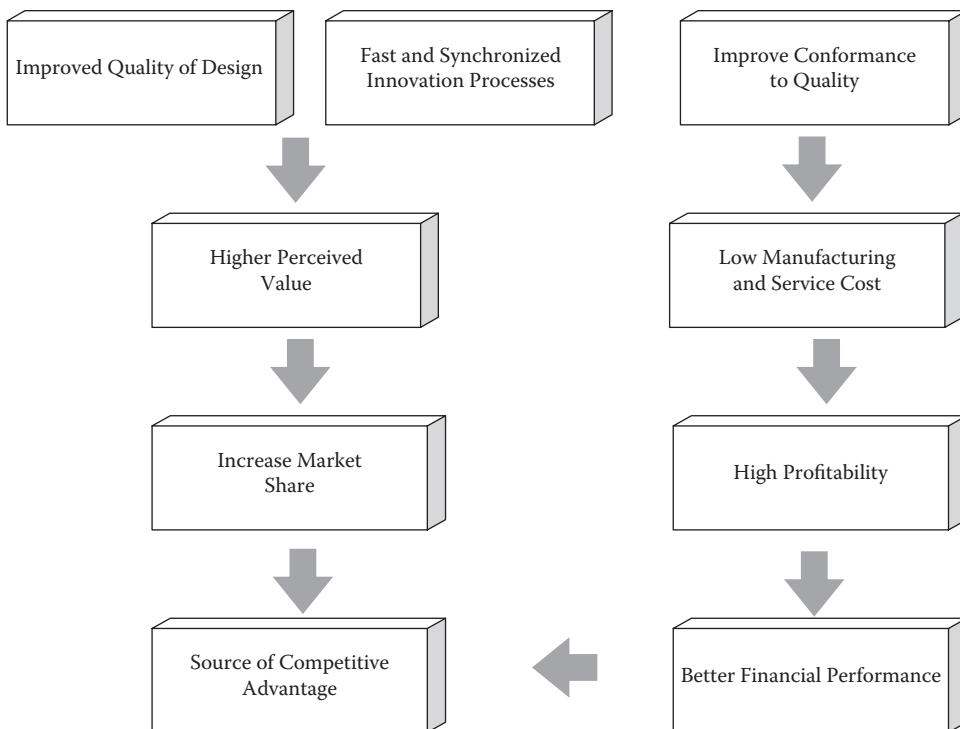 Improved Quality of Design
Fast and Synchronized
Innovation Processes
Improve Conformance
to Quality
Higher Perceived
Value
Low Manufacturing
and Service Cost
Increase Market
Share
High Profitability
Source of Competitive
Advantage
Better Financial Performance